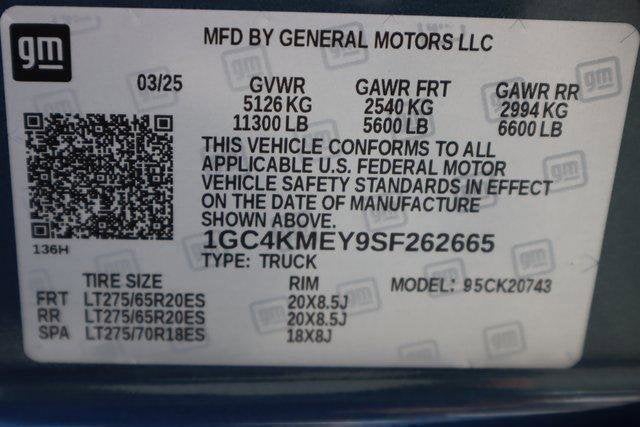 gm
MFD BY GENERAL MOTORS LLC
03/25 GVWR GAWR FRT GAWR RR
5126 KG 2540 KG 2994 KG
11300 LB 5600 LB 6600 LB
THIS VEHICLE CONFORMS TO ALL
APPLICABLE U.S. FEDERAL MOTOR
VEHICLE SAFETY STANDARDS IN EFFECT
ON THE DATE OF MANUFACTURE
SHOWN ABOVE.
136H
1GC4KMEY9SF262665
TYPE: TRUCK
TIRE SIZE RIM MODEL: 95CK20743
FRT LT275/65R20ES 20X8.5J
RR LT275/65R20ES 20X8.5J
SPA LT275/70R18ES 18X8J